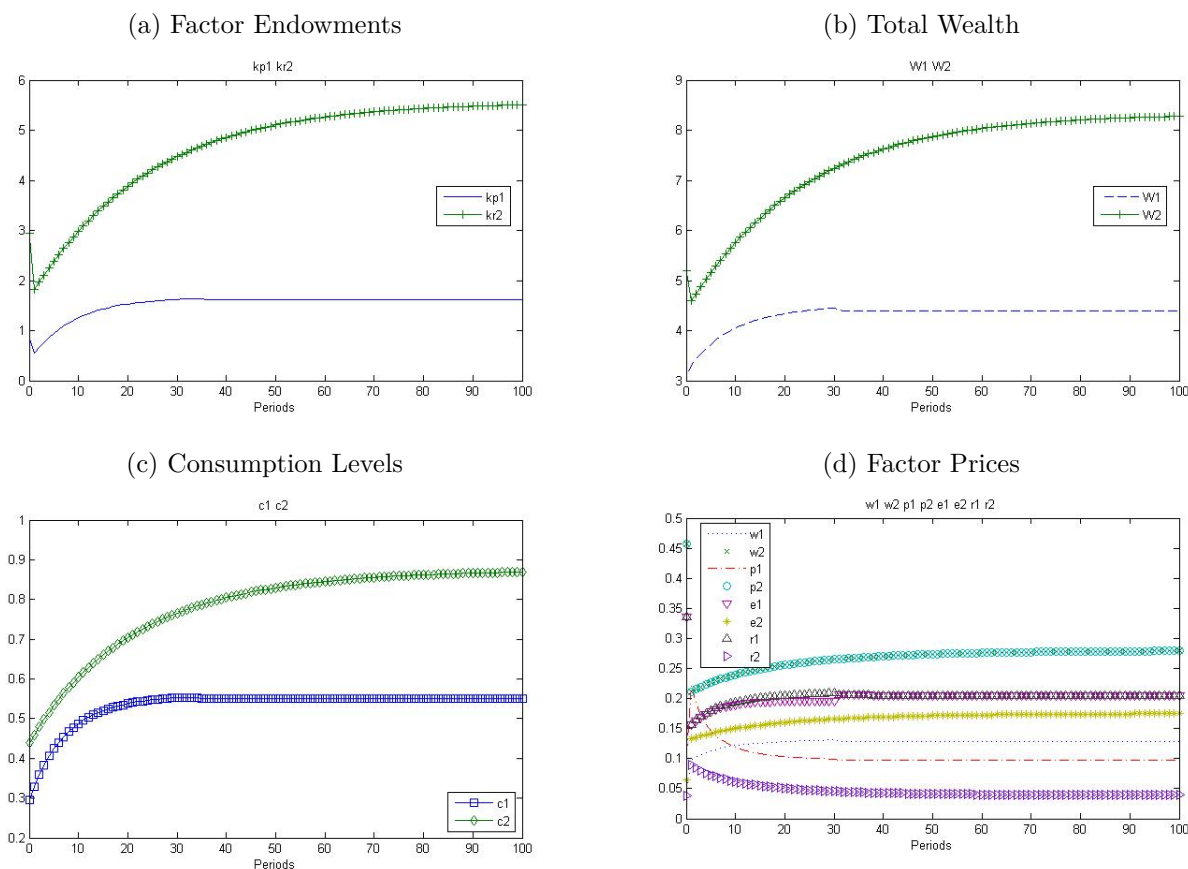 (a) Factor Endowments
kp1 kr2
6
5
4
3
2
1
0
0 10 20 30 40 50 60 70 80 90 100
Periods
kp1
kr2
(b) Total Wealth
W1 W2
9
8
7
6
5
4
3
0 10 20 30 40 50 60 70 80 90 100
Periods
W1
W2
(c) Consumption Levels
c1 c2
1
0.9
0.8
0.7
0.6
0.5
0.4
0.3
0.2
0 10 20 30 40 50 60 70 80 90 100
Periods
c1
c2
(d) Factor Prices
w1 w2 p1 p2 e1 e2 r1 r2
0.5
0.45
0.4
0.35
0.3
0.25
0.2
0.15
0.1
0.05
0
0 10 20 30 40 50 60 70 80 90 100
Periods
w1
w2
p1
p2
e1
e2
r1
r2